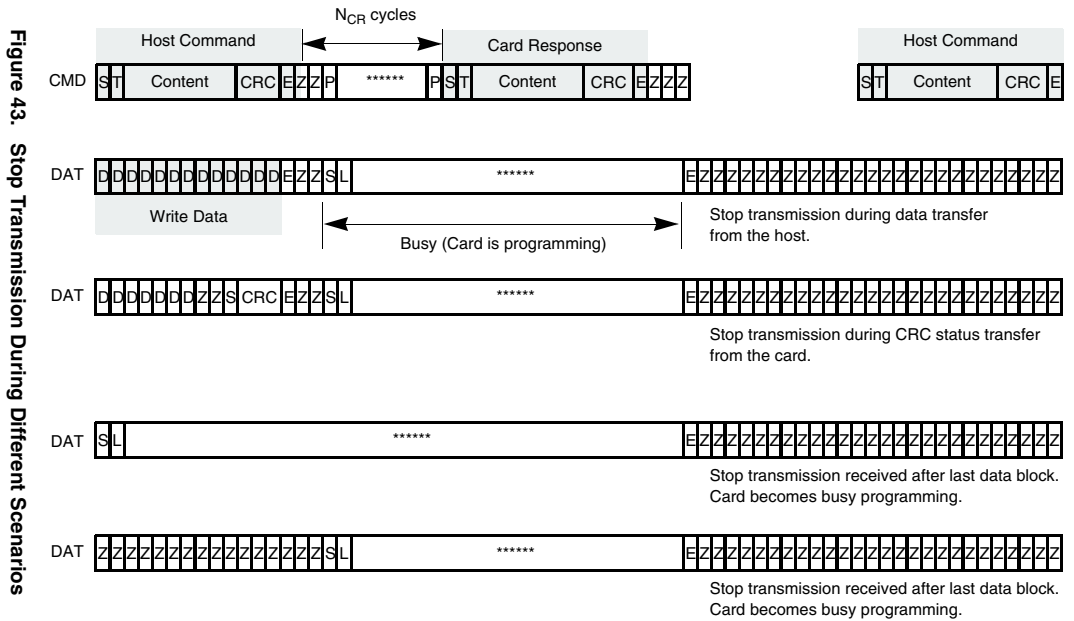 Figure 43. Stop Transmission During Different Scenarios
NCR cycles
Host Command
Card Response
Host Command
CMD S T Content CRC E Z Z P ****** P S T Content CRC E Z Z Z S T Content CRC E
DAT D D D D D D D D D D D D D E Z Z S L ****** E Z Z Z Z Z Z Z Z Z Z Z Z Z Z Z Z Z Z Z Z Z Z Z Z Z Z
Write Data
Busy (Card is programming)
Stop transmission during data transfer
from the host.
DAT D D D D D D D Z Z S CRC E Z Z S L ****** E Z Z Z Z Z Z Z Z Z Z Z Z Z Z Z Z Z Z Z Z Z Z Z Z Z Z
Stop transmission during CRC status transfer
from the card.
DAT S L ****** E Z Z Z Z Z Z Z Z Z Z Z Z Z Z Z Z Z Z Z Z Z Z Z Z Z Z
Stop transmission received after last data block.
Card becomes busy programming.
DAT Z Z Z Z Z Z Z Z Z Z Z Z Z Z Z Z S L ****** E Z Z Z Z Z Z Z Z Z Z Z Z Z Z Z Z Z Z Z Z Z Z Z Z Z Z
Stop transmission received after last data block.
Card becomes busy programming.